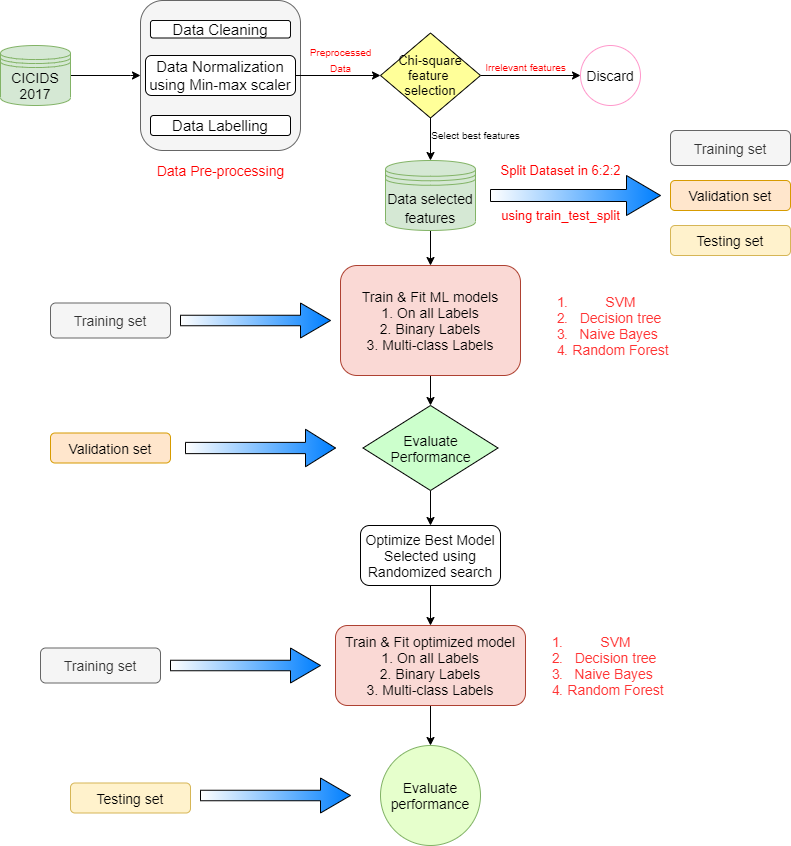 Data Cleaning
CICIDS
2017
Data Normalization
using Min-max scaler
Data Labelling
Data Pre-processing
Preprocessed
Data
Chi-square
feature
selection
Irrelevant features
Discard
Select best features
Data selected
features
Split Dataset in 6:2:2
using train_test_split
Training set
Validation set
Testing set
Training set
Train & Fit ML models
1. On all Labels
2. Binary Labels
3. Multi-class Labels
1. SVM
2. Decision tree
3. Naive Bayes
4. Random Forest
Validation set
Evaluate
Performance
Optimize Best Model
Selected using
Randomized search
Training set
Train & Fit optimized model
1. On all Labels
2. Binary Labels
3. Multi-class Labels
1. SVM
2. Decision tree
3. Naive Bayes
4. Random Forest
Testing set
Evaluate
performance